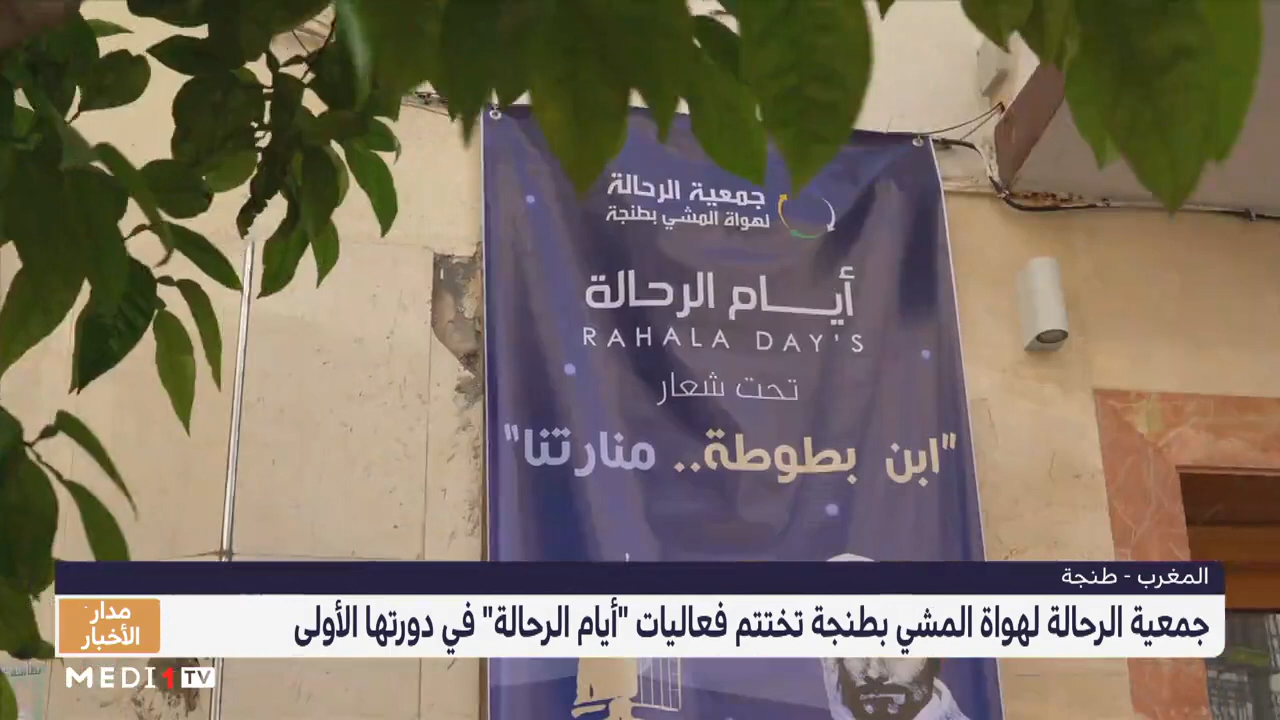 جمعية الرحالة
لهواة المشي بطنجة
أيـــام الرحالة
RAHALA DAY'S
تحت شعار
"ابن بطوطة.. منارتنا"
المغرب - طنجة
جمعية الرحالة لهواة المشي بطنجة تختتم فعاليات "أيام الرحالة" في دورتها الأولى
مدار
الأخبار
MEDI1TV